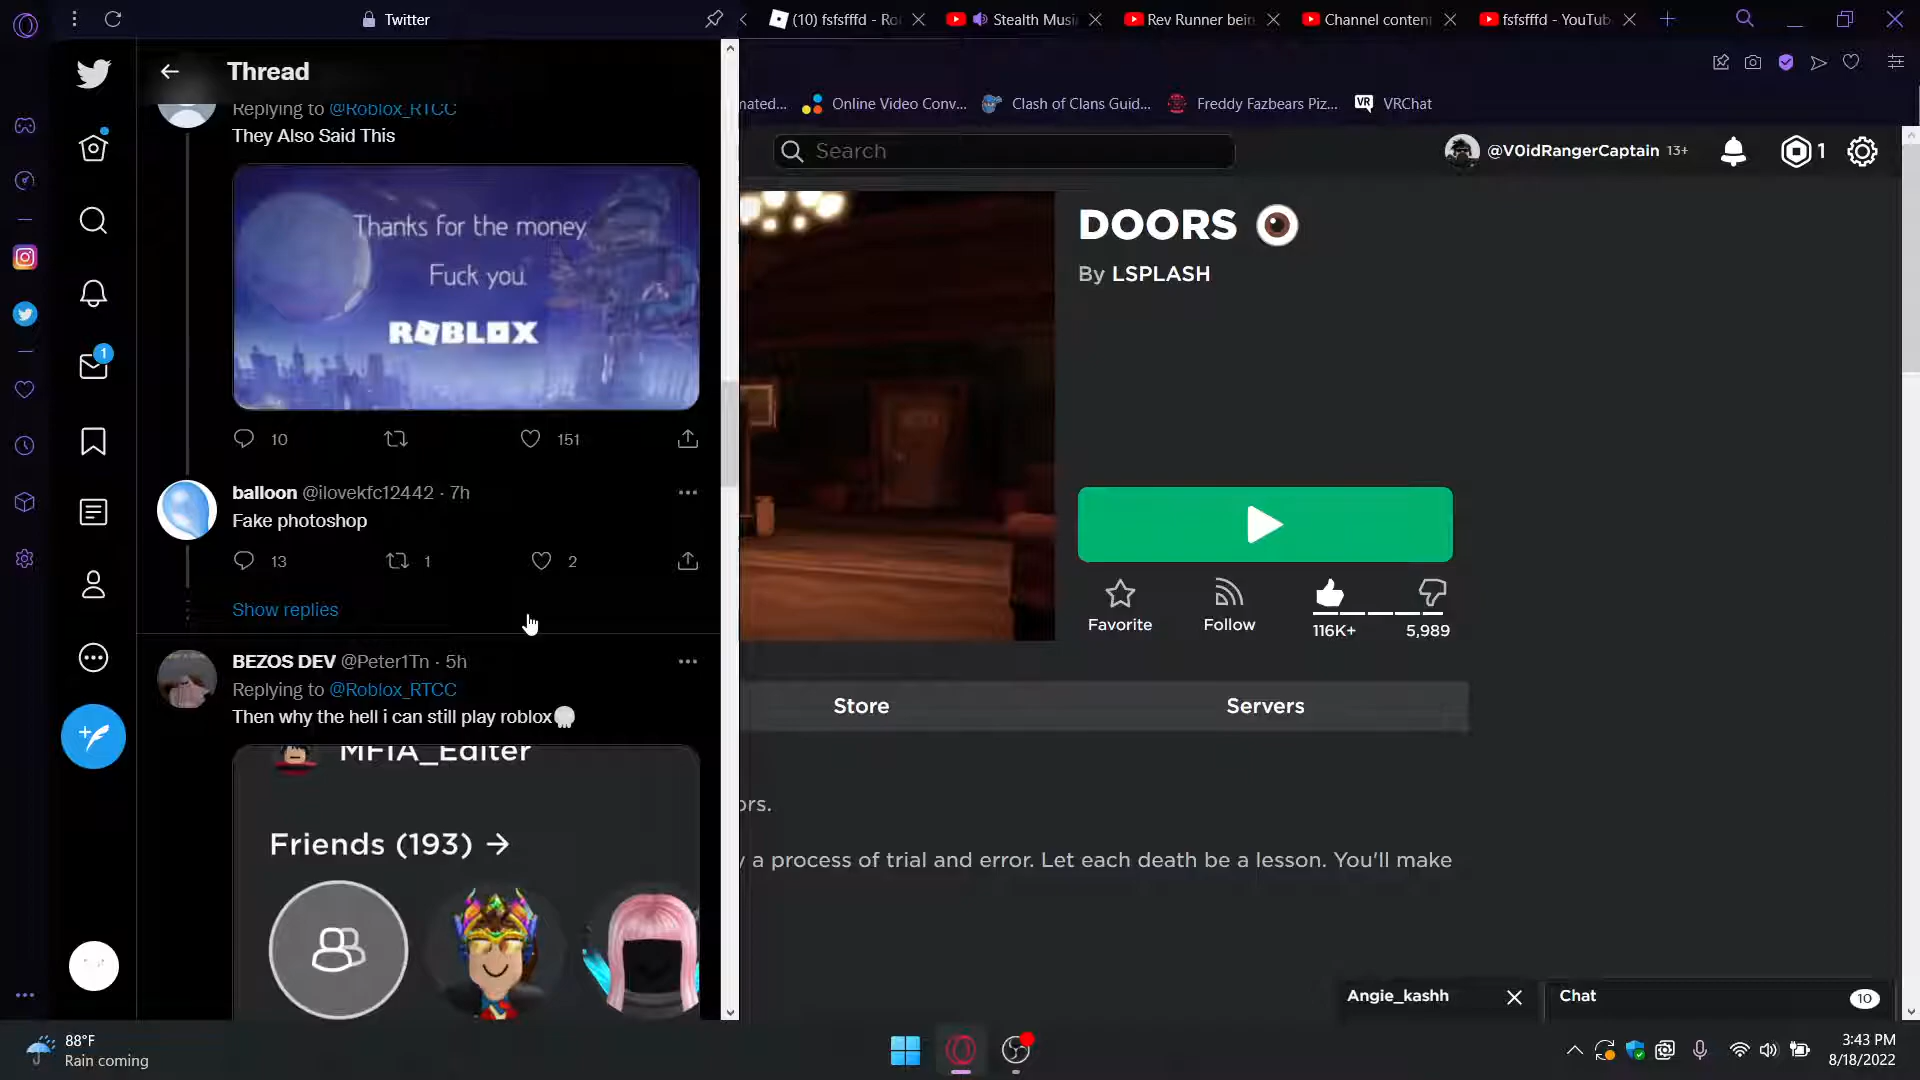 Twitter
(10) fsfsfffd - Ro
Stealth Musi
Rev Runner bein
Channel conten
fsfsfffd - YouTub
mated...
Online Video Conv...
Clash of Clans Guid...
Freddy Fazbears Piz...
VR
VRChat
Thread
Replying to @Roblox_RTCC
They Also Said This
Thanks for the money.
Fuck you.
ROBLOX
10
151
balloon @ilovekfc12442 · 7h
Fake photoshop
13
1
2
Show replies
BEZOS DEV @Peter1Tn · 5h
Replying to @Roblox_RTCC
Then why the hell i can still play roblox
MFIA_Editer
Friends (193) →
1
Search
@V0idRangerCaptain 13+
1
DOORS
By LSPLASH
Favorite
Follow
116K+
5,989
Store
Servers
ors.
y a process of trial and error. Let each death be a lesson. You'll make
Angie_kashh
Chat
10
88°F
Rain coming
3:43 PM
8/18/2022